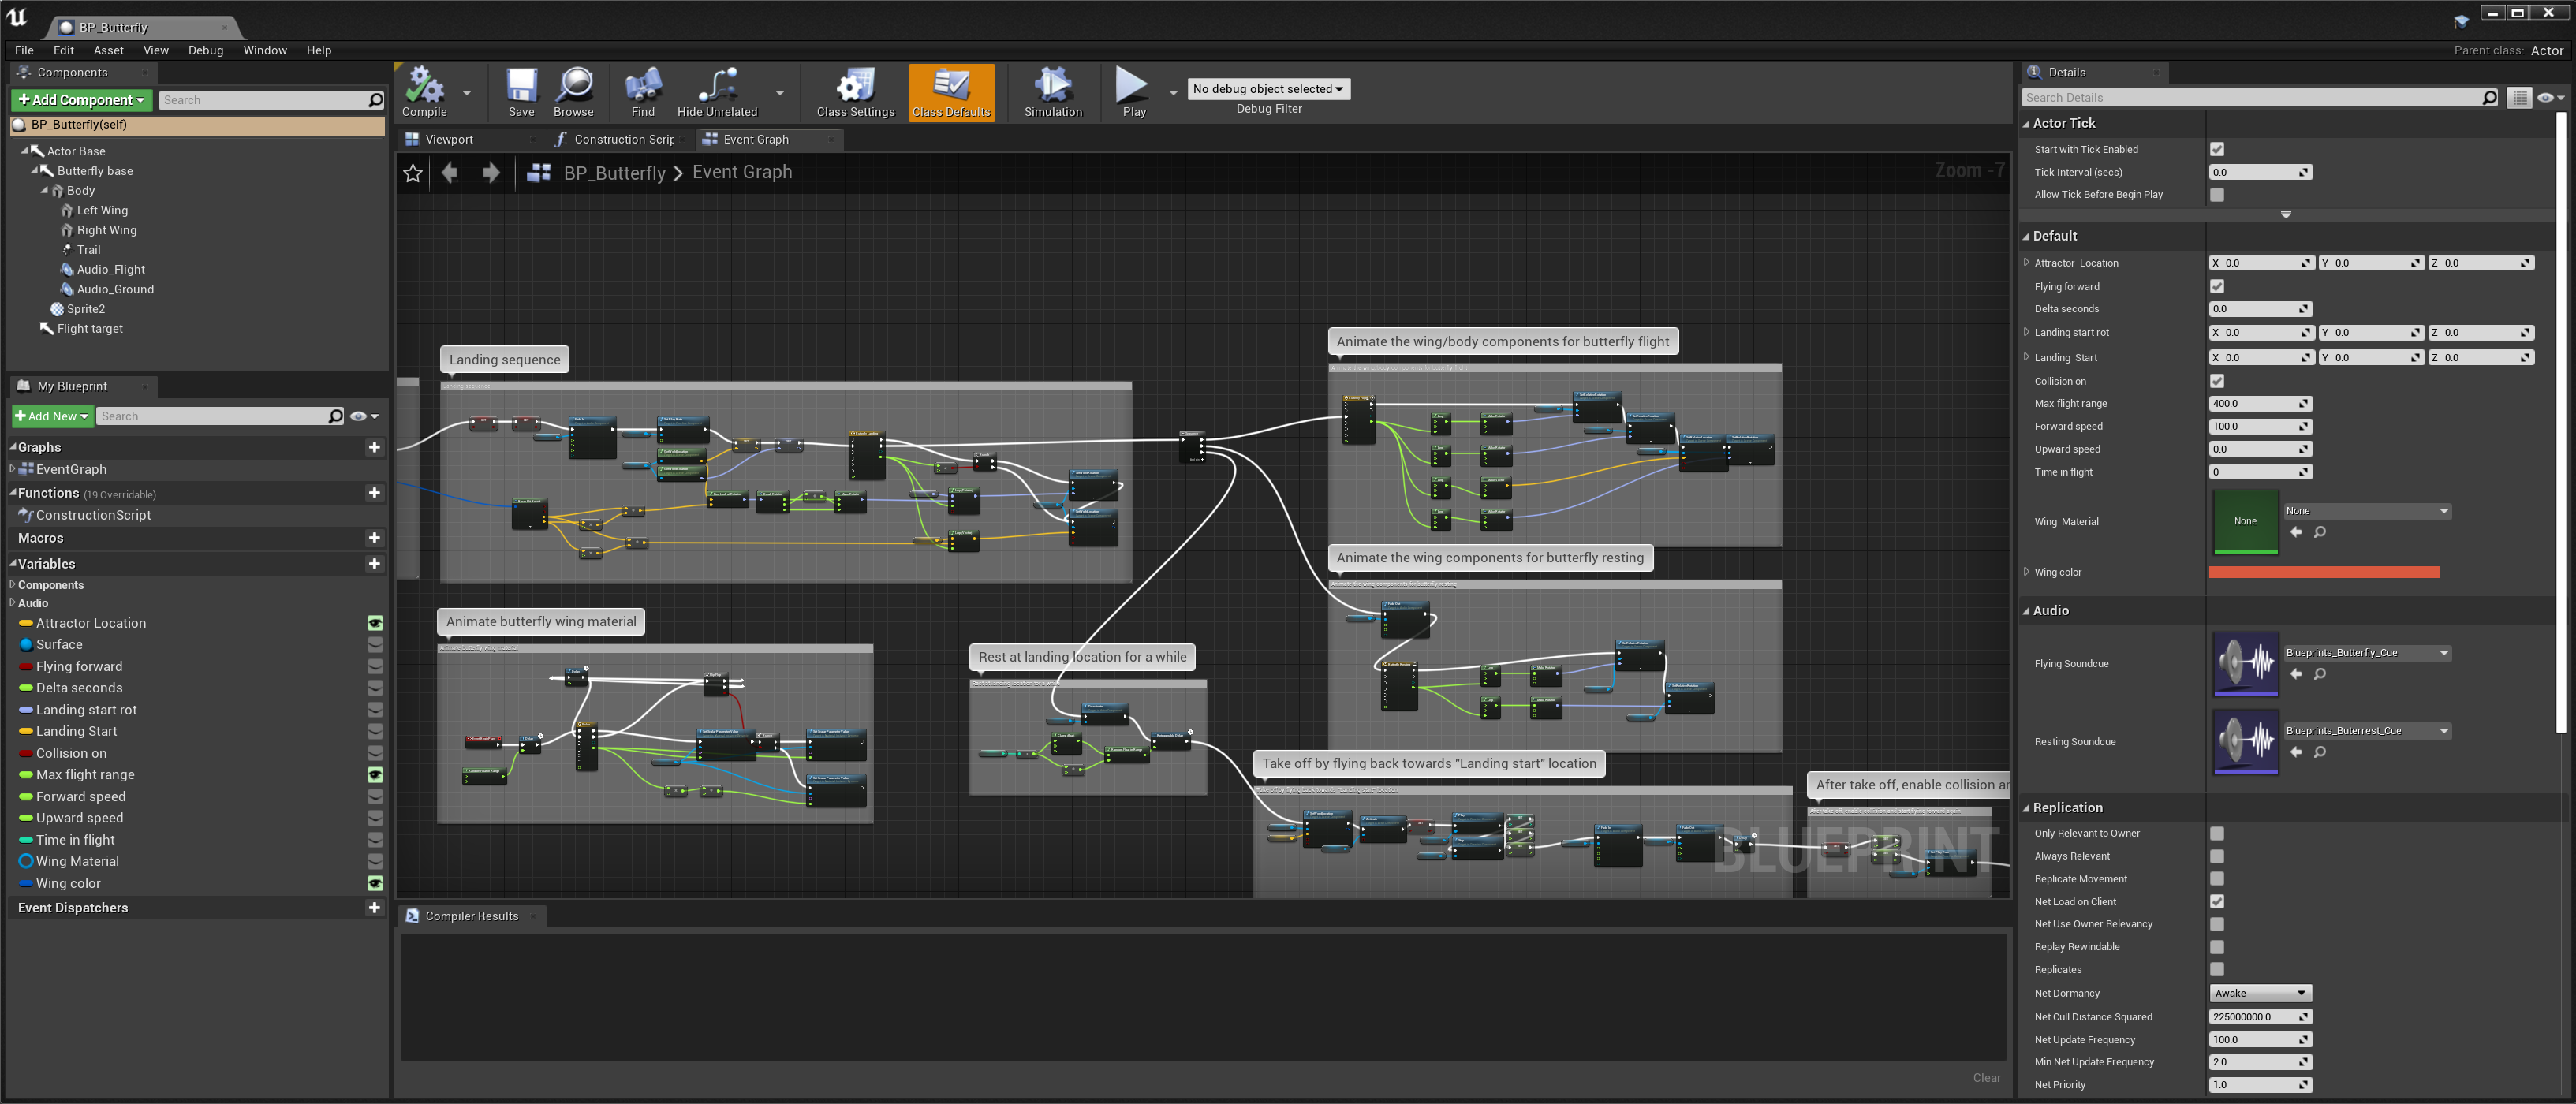 BP_Butterfly
File Edit Asset View Debug Window Help
Parent class: Actor
Components
Add Component
Search
BP_Butterfly(self)
Actor Base
Butterfly base
Body
Left Wing
Right Wing
Trail
Audio_Flight
Audio_Ground
Sprite2
Flight target
My Blueprint
Add New
Search
Graphs
EventGraph
Functions (19 Overridable)
ConstructionScript
Macros
Variables
Components
Audio
Attractor Location
Surface
Flying forward
Delta seconds
Landing start rot
Landing Start
Collision on
Max flight range
Forward speed
Upward speed
Time in flight
Wing Material
Wing color
Event Dispatchers
Compile
Save
Browse
Find
Hide Unrelated
Class Settings
Class Defaults
Simulation
Play
No debug object selected
Debug Filter
Viewport
Construction Scrip
Event Graph
BP_Butterfly > Event Graph
Zoom -7
Landing sequence
Animate the wing/body components for butterfly flight
Animate the wing components for butterfly resting
Animate butterfly wing material
Rest at landing location for a while
Take off by flying back towards "Landing start" location
After take off, enable collision an
BLUEPRINT
Compiler Results
Clear
Details
Search Details
Actor Tick
Start with Tick Enabled
Tick Interval (secs) 0.0
Allow Tick Before Begin Play
Default
Attractor Location X 0.0 Y 0.0 Z 0.0
Flying forward
Delta seconds 0.0
Landing start rot X 0.0 Y 0.0 Z 0.0
Landing Start X 0.0 Y 0.0 Z 0.0
Collision on
Max flight range 400.0
Forward speed 100.0
Upward speed 0.0
Time in flight 0
Wing Material None None
Wing color
Audio
Flying Soundcue Blueprints_Butterfly_Cue
Resting Soundcue Blueprints_Buterrest_Cue
Replication
Only Relevant to Owner
Always Relevant
Replicate Movement
Net Load on Client
Net Use Owner Relevancy
Replay Rewindable
Replicates
Net Dormancy Awake
Net Cull Distance Squared 225000000.0
Net Update Frequency 100.0
Min Net Update Frequency 2.0
Net Priority 1.0